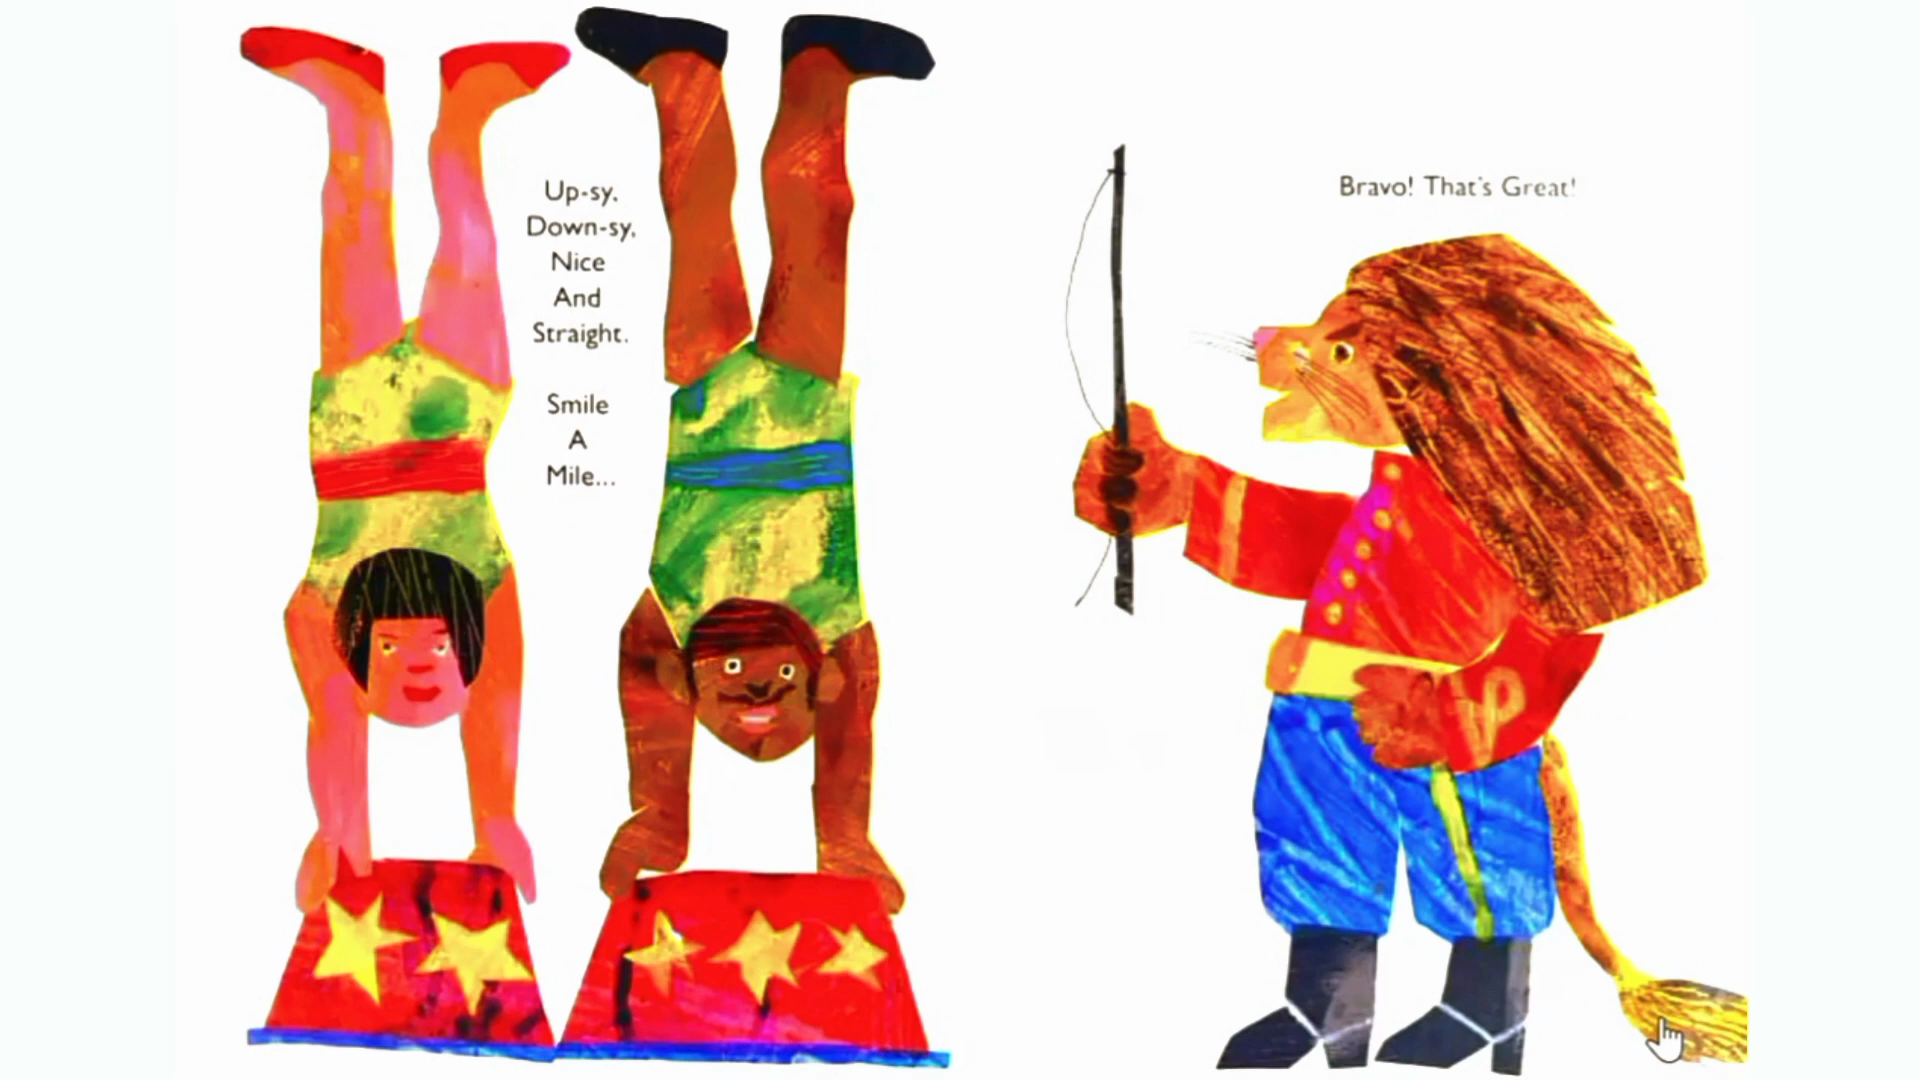 Up-sy,
Down-sy,
Nice
And
Straight.
Smile
A
Mile...
Bravo! That's Great!